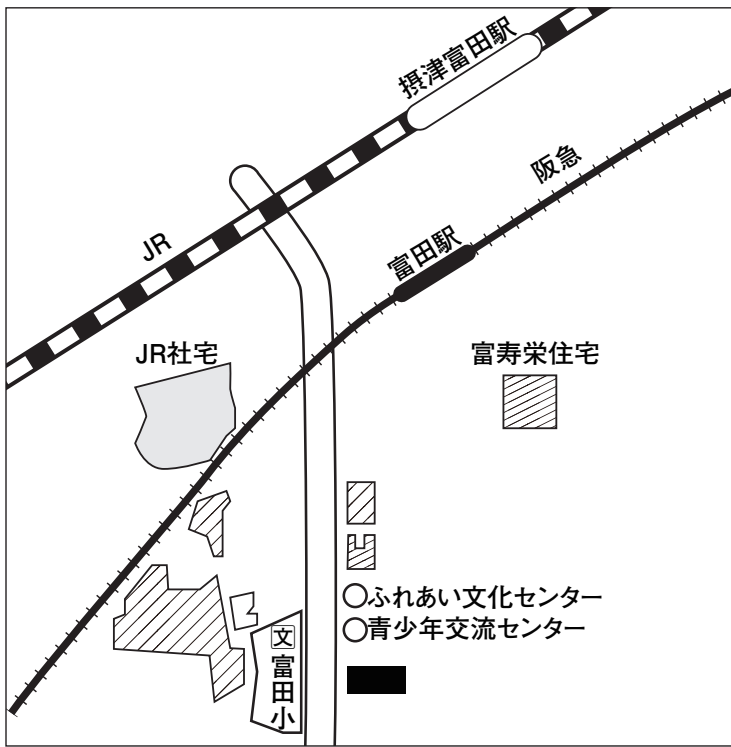 摂津富田駅
阪急
JR
富田駅
JR社宅
富寿栄住宅
ふれあい文化センター
青少年交流センター
文
富田小